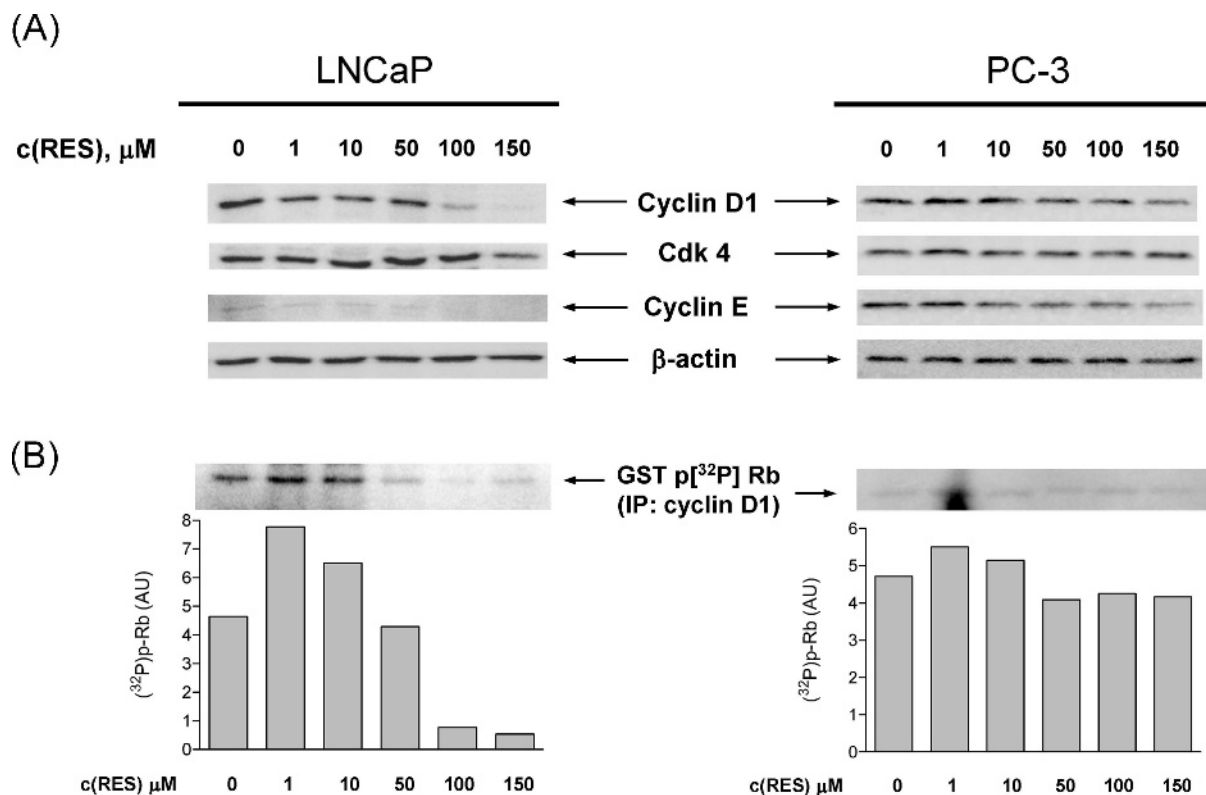 (A)
LNCaP
PC-3
c(RES), μM 0 1 10 50 100 150
0 1 10 50 100 150
Cyclin D1
Cdk 4
Cyclin E
β-actin
(B)
GST p[³²P] Rb
(IP: cyclin D1)
8
7
6
5
4
3
2
1
0
(³²P)p-Rb (AU)
c(RES) μM 0 1 10 50 100 150
6
5
4
3
2
1
0
(³²P)p-Rb (AU)
c(RES) μM 0 1 10 50 100 150